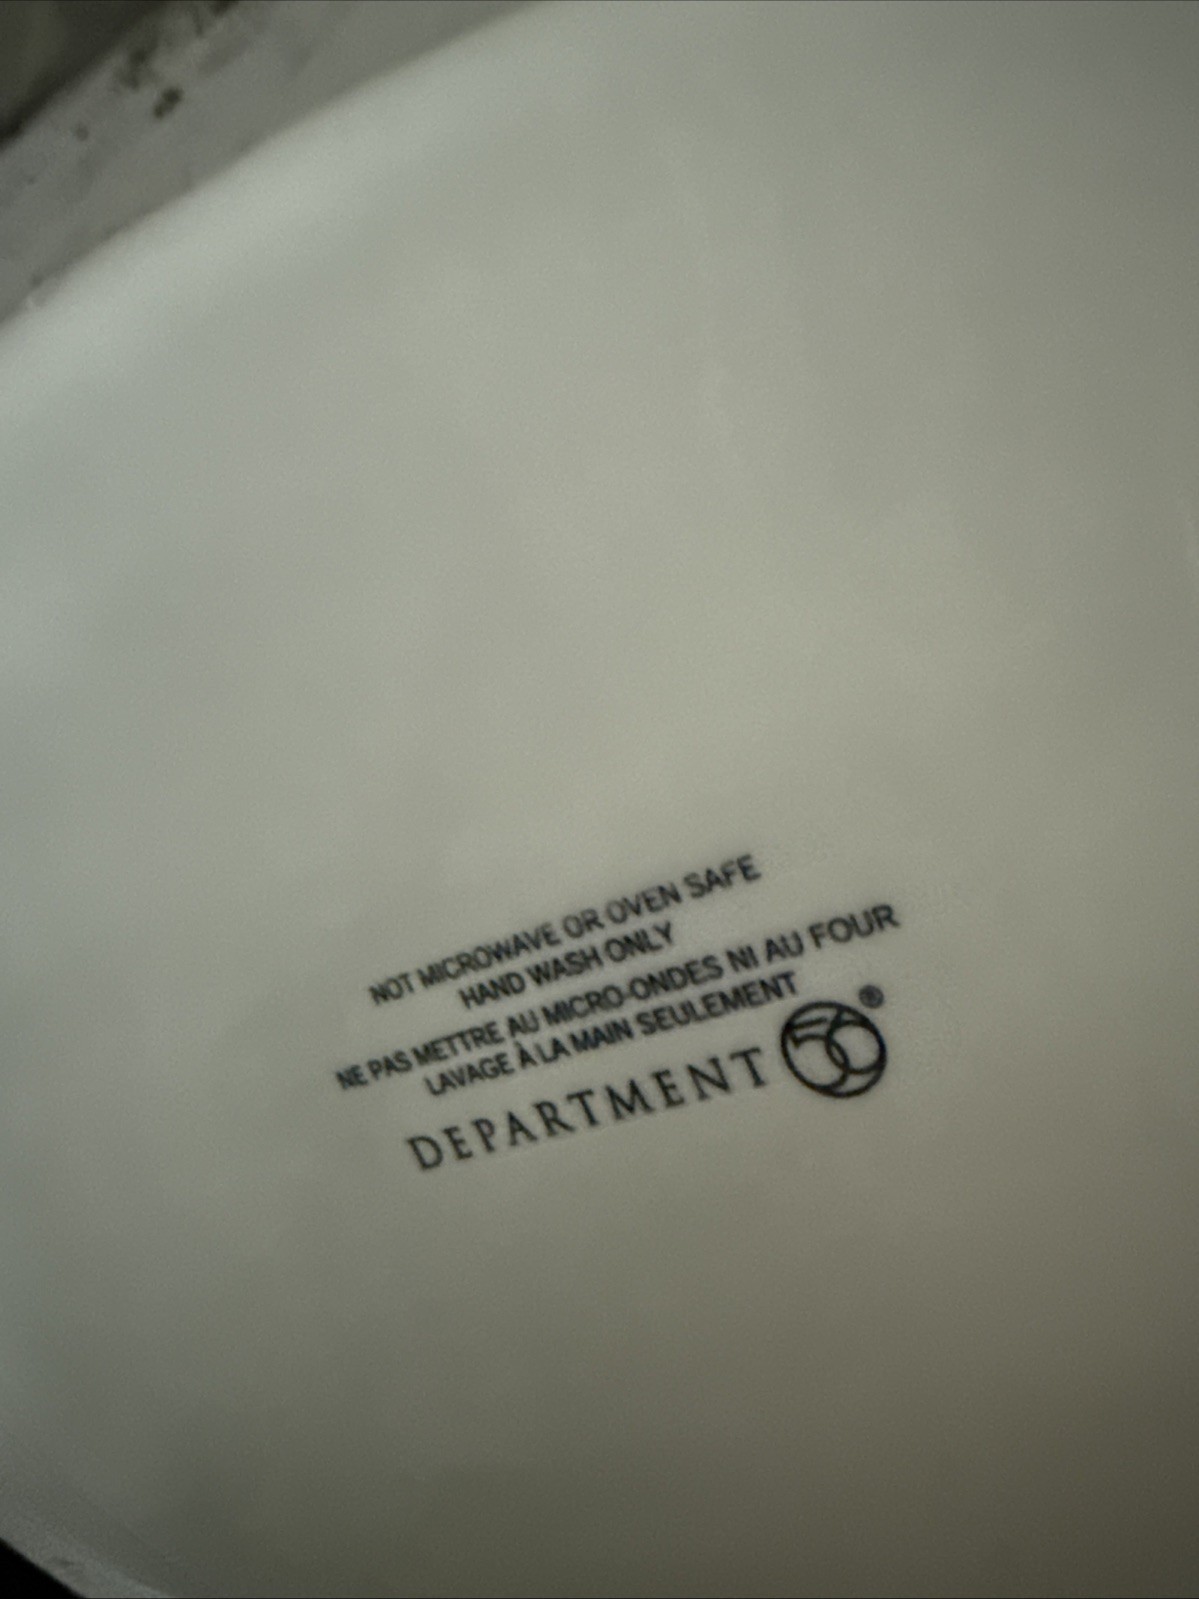 NOT MICROWAVE OR OVEN SAFE
HAND WASH ONLY
NE PAS METTRE AU MICRO-ONDES NI AU FOUR
LAVAGE À LA MAIN SEULEMENT
DEPARTMENT 56®